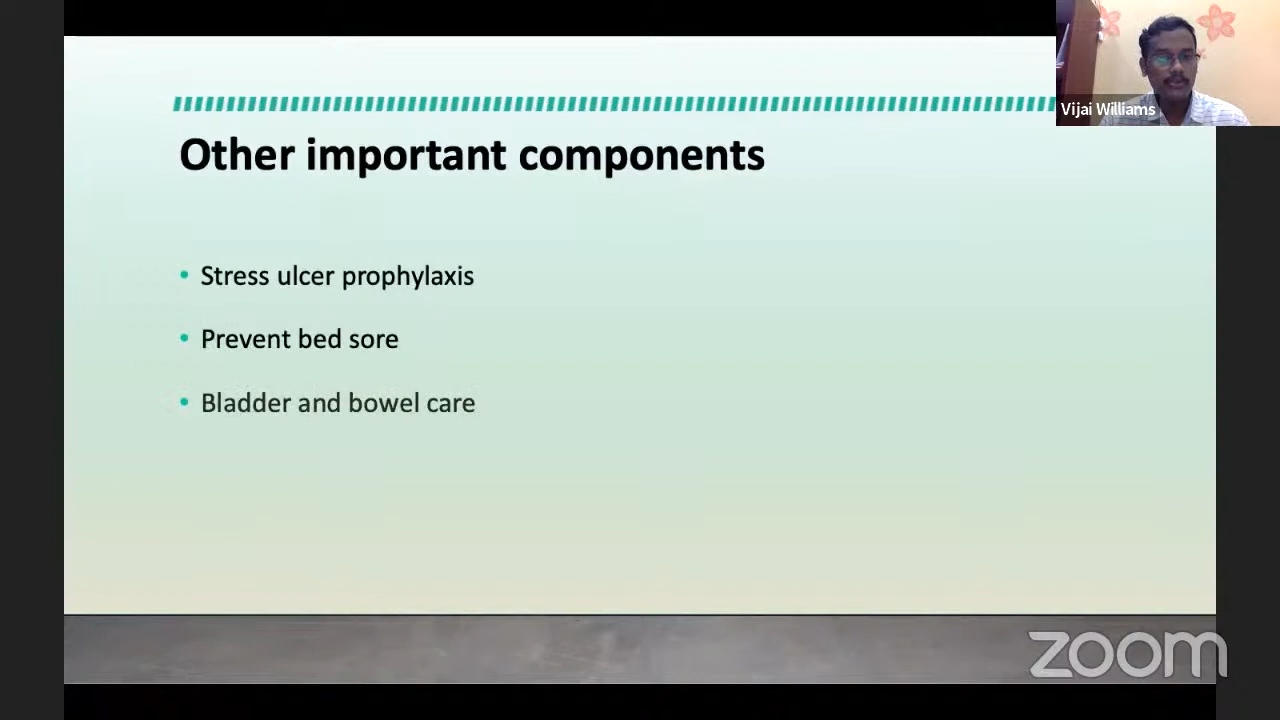 Vijai Williams
Other important components
Stress ulcer prophylaxis
Prevent bed sore
Bladder and bowel care
zoom